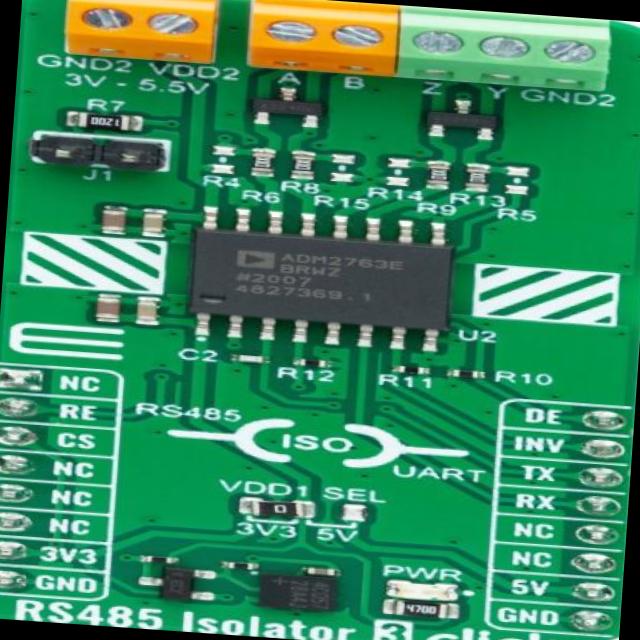 GND2 VDD2
3V - 5.5V
A B Z Y GND2
R7
0021
J1
R4 R6 R8 R15 R14 R9 R13 R5
ADM2763E
BRWZ
#2007
4827369.1
U2
C2 R12 R11 R10
NC
RE
CS
NC
NC
NC
3V3
GND
RS485
ISO
UART
VDD1 SEL
0
3V3 5V
PWR
4700
DE
INV
TX
RX
NC
NC
5V
GND
RS485 Isolator 3